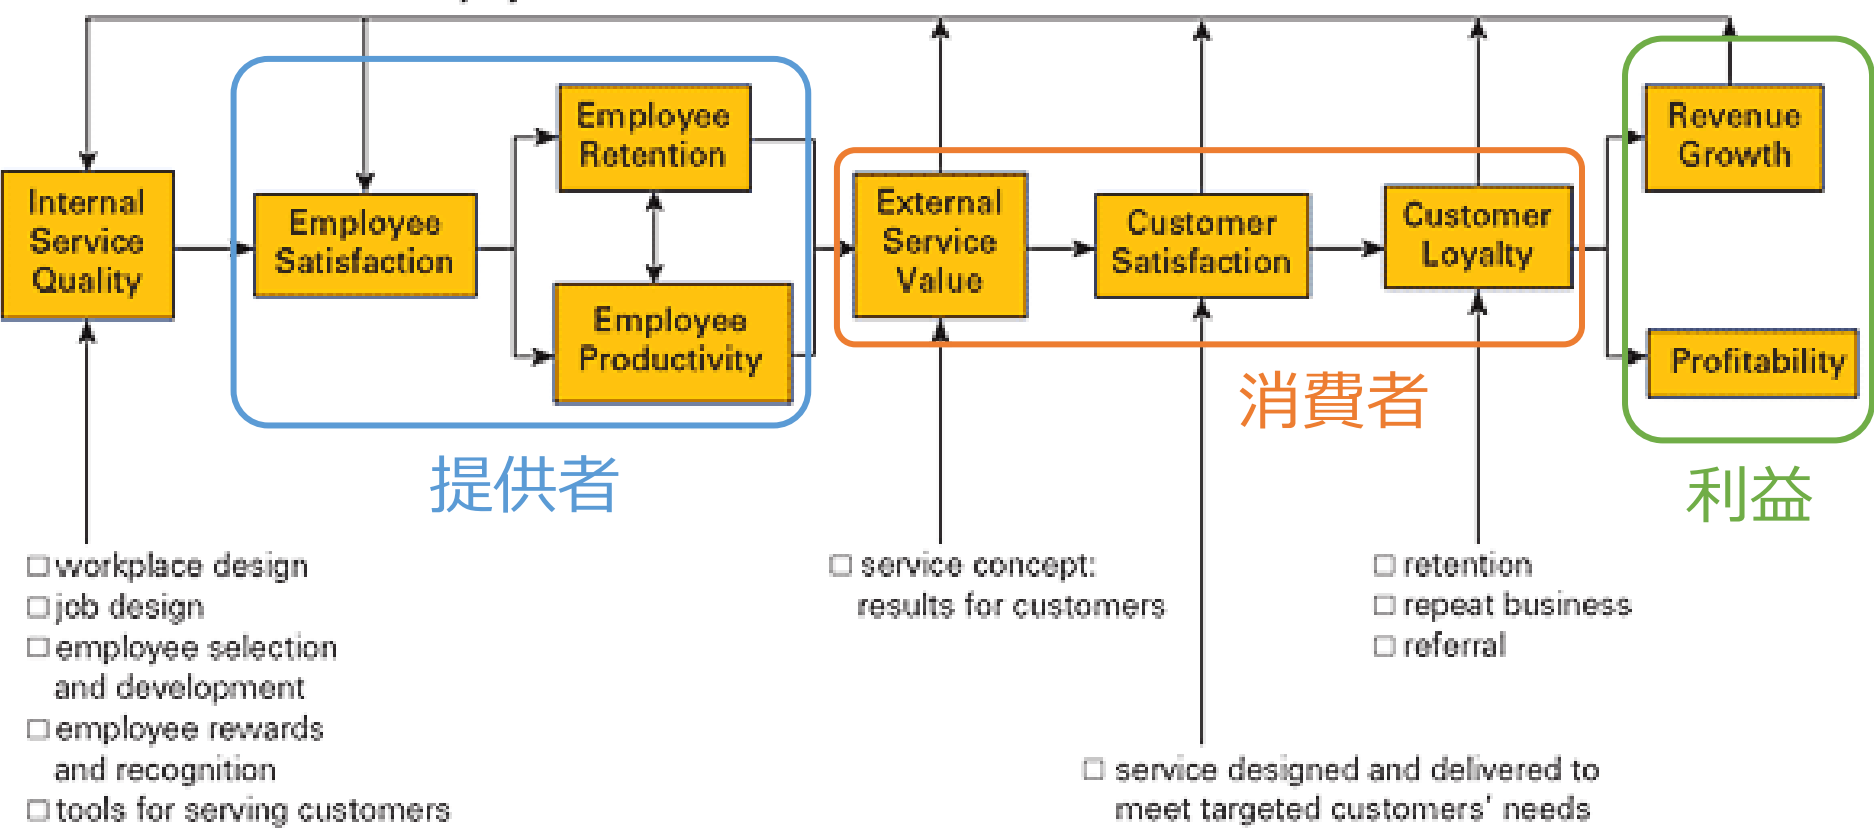 Internal
Service
Quality
Employee
Satisfaction
Employee
Retention
Employee
Productivity
External
Service
Value
Customer
Satisfaction
Customer
Loyalty
Revenue
Growth
Profitability
提供者
消費者
利益
□ workplace design
□ job design
□ employee selection
and development
□ employee rewards
and recognition
□ tools for serving customers
□ service concept:
results for customers
□ service designed and delivered to
meet targeted customers' needs
□ retention
□ repeat business
□ referral